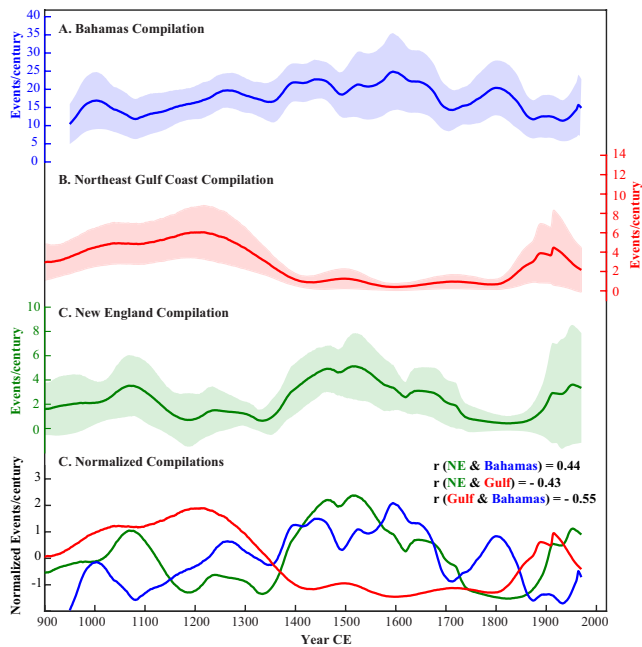 A. Bahamas Compilation
Events/century
40
35
30
25
20
15
10
5
0
B. Northeast Gulf Coast Compilation
Events/century
14
12
10
8
6
4
2
0
C. New England Compilation
Events/century
10
8
6
4
2
0
C. Normalized Compilations
Normalized Events/century
3
2
1
0
-1
r (NE & Bahamas) = 0.44
r (NE & Gulf) = - 0.43
r (Gulf & Bahamas) = - 0.55
900 1000 1100 1200 1300 1400 1500 1600 1700 1800 1900 2000
Year CE